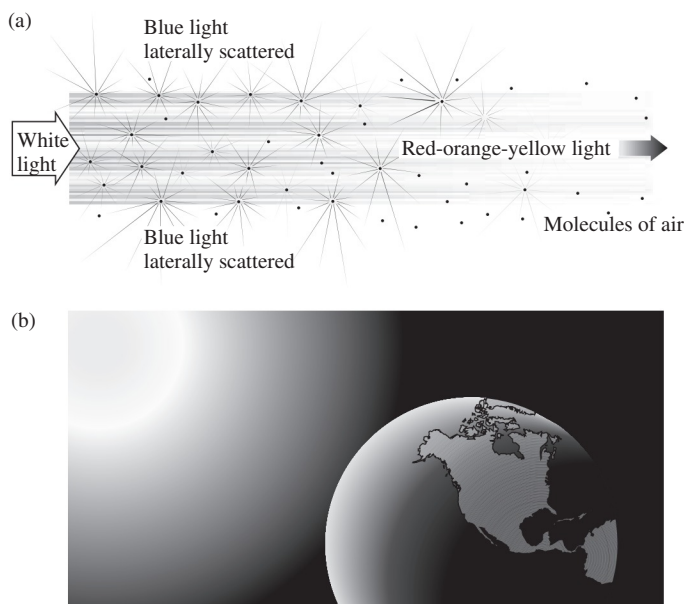 (a)
Blue light
laterally scattered
White
light
Red-orange-yellow light
Molecules of air
Blue light
laterally scattered
(b)